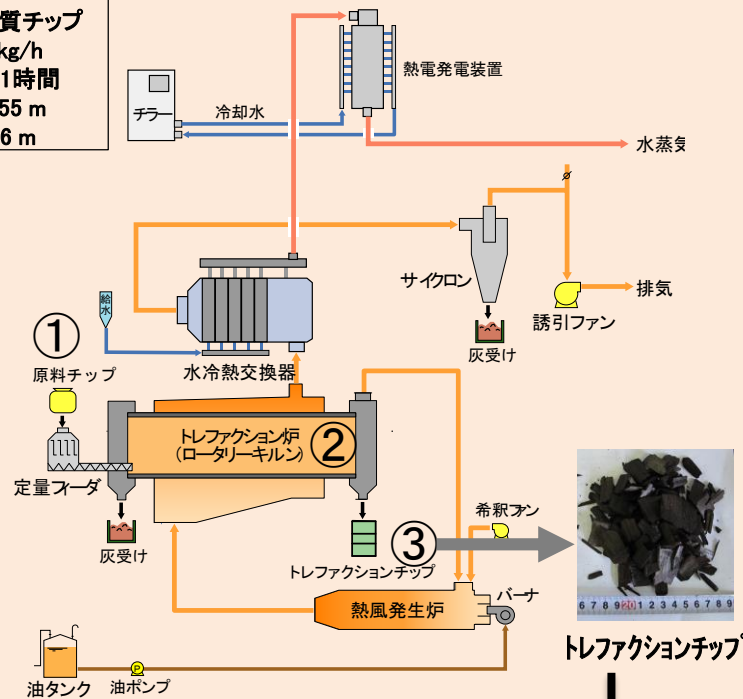 質チップ
kg/h
1時間
55 m
6 m
熱電発電装置
チラー
冷却水
水蒸気
サイクロン
排気
誘引ファン
灰受け
給水
①
水冷熱交換器
原料チップ
トレファクション炉
(ロータリーキルン)
②
定量フィーダ
灰受け
希釈ファン
③
トレファクションチップ
バーナ
熱風発生炉
6 7 8 9 20 1 2 3 4 5 6 7 8 9
トレファクションチップ
P
油タンク
油ポンプ